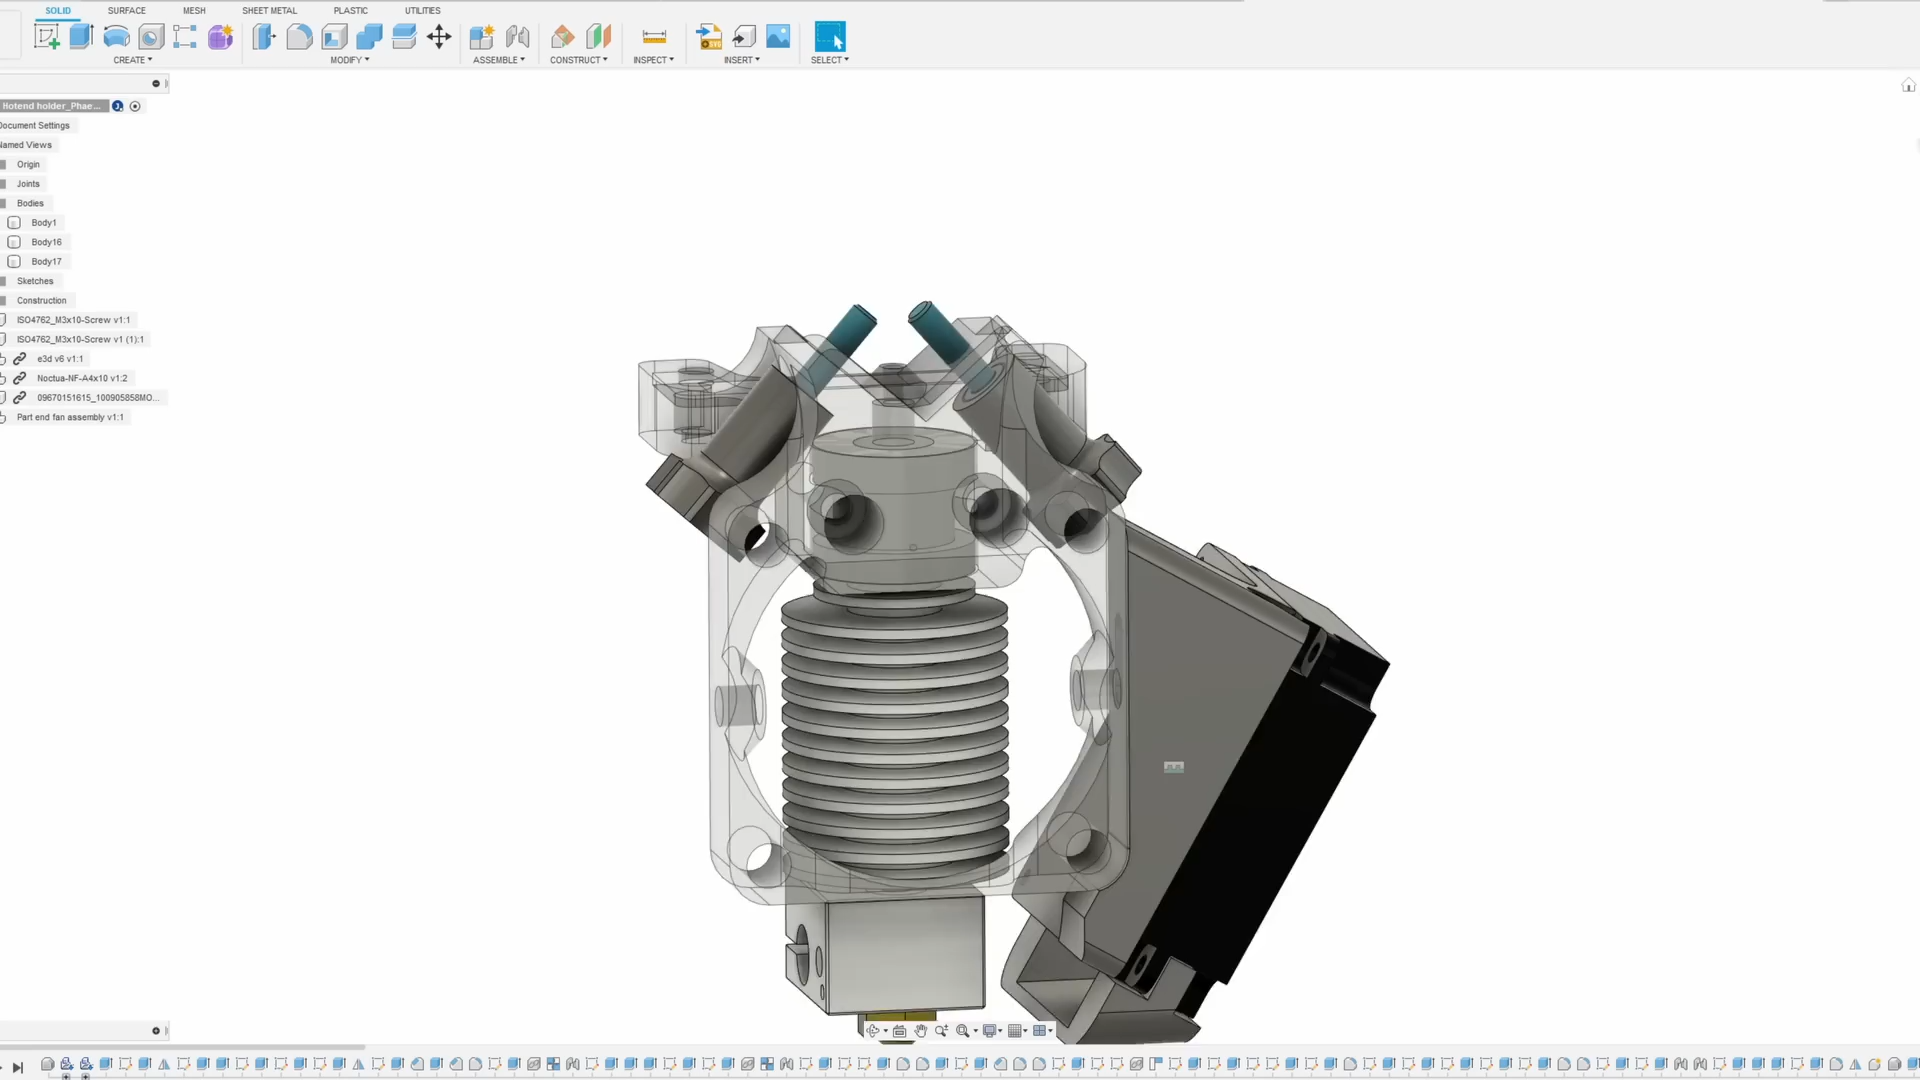 SOLID SURFACE MESH SHEET METAL PLASTIC UTILITIES
CREATE MODIFY ASSEMBLE CONSTRUCT INSPECT INSERT SELECT
Hotend holder_Phae...
Document Settings
Named Views
Origin
Joints
Bodies
Body1
Body16
Body17
Sketches
Construction
ISO4762_M3x10-Screw v1:1
ISO4762_M3x10-Screw v1 (1):1
e3d v6 v1:1
Noctua-NF-A4x10 v1:2
09670151615_100905858MO...
Part end fan assembly v1:1